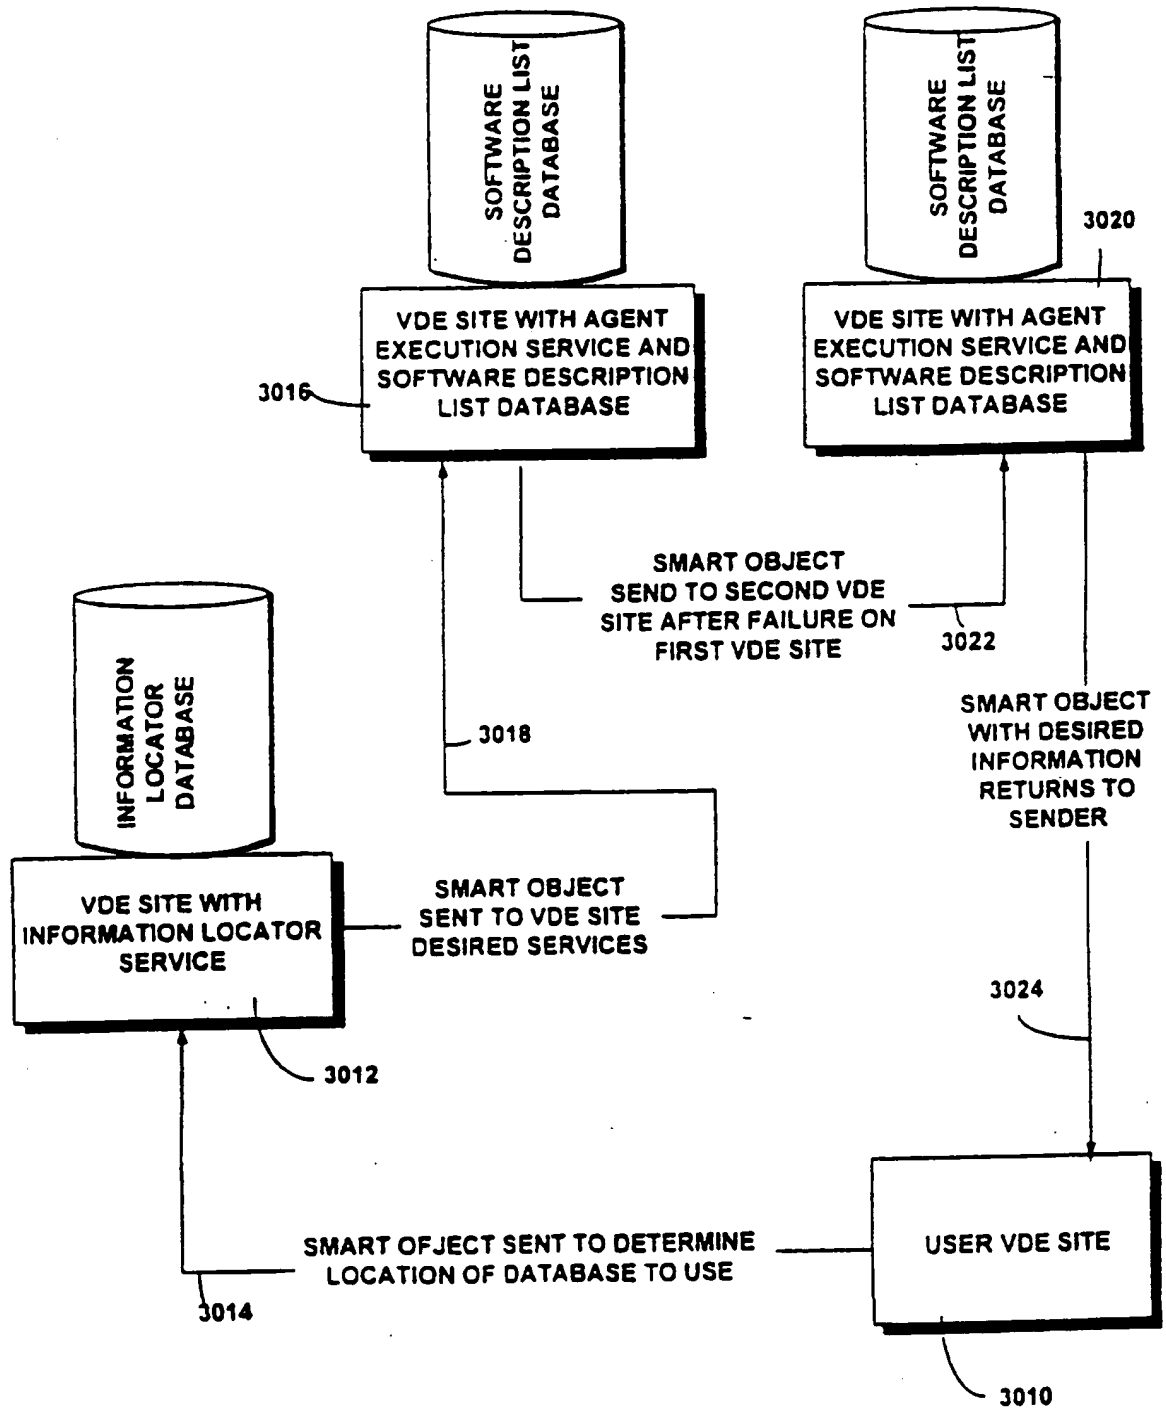 SOFTWARE
DESCRIPTION LIST
DATABASE
SOFTWARE
DESCRIPTION LIST
DATABASE
3020
VDE SITE WITH AGENT
EXECUTION SERVICE AND
SOFTWARE DESCRIPTION
LIST DATABASE
3016
VDE SITE WITH AGENT
EXECUTION SERVICE AND
SOFTWARE DESCRIPTION
LIST DATABASE
SMART OBJECT
SEND TO SECOND VDE
SITE AFTER FAILURE ON
FIRST VDE SITE
3022
INFORMATION
LOCATOR
DATABASE
3018
SMART OBJECT
WITH DESIRED
INFORMATION
RETURNS TO
SENDER
VDE SITE WITH
INFORMATION LOCATOR
SERVICE
SMART OBJECT
SENT TO VDE SITE
DESIRED SERVICES
3024
3012
SMART OFJECT SENT TO DETERMINE
LOCATION OF DATABASE TO USE
USER VDE SITE
3014
3010